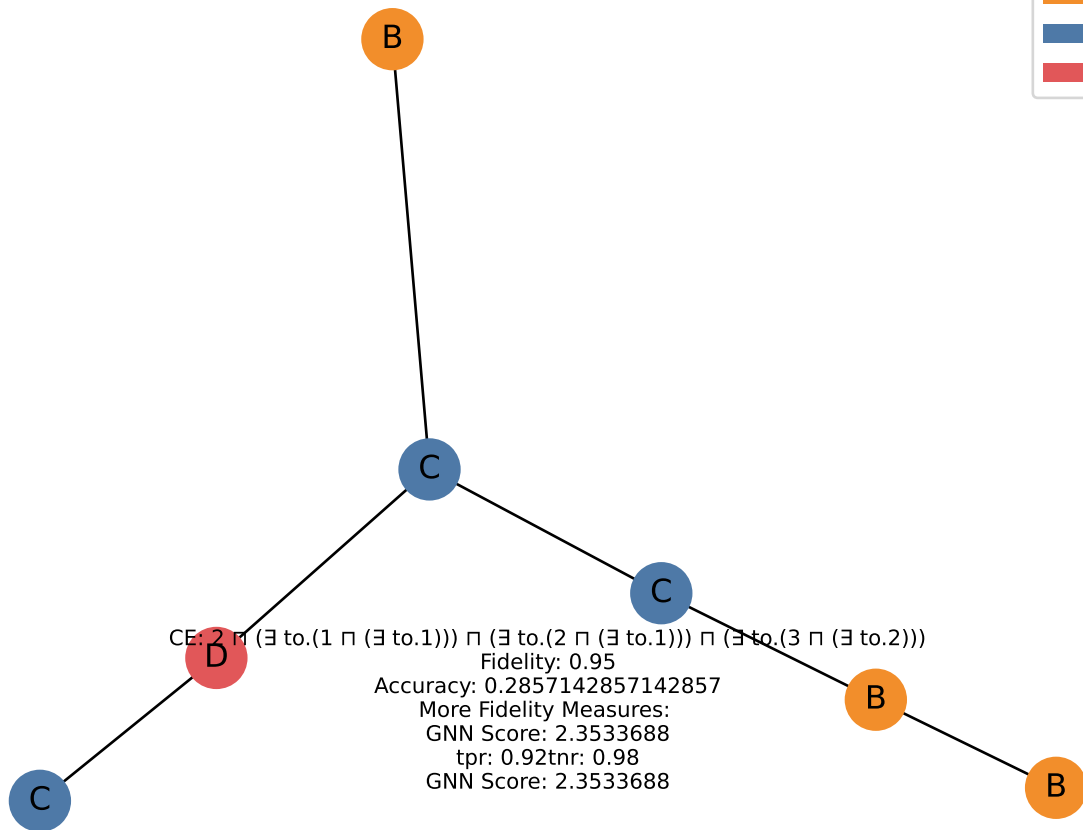 B
C
C
CE: 2 ⊓ (∃ to.(1 ⊓ (∃ to.1))) ⊓ (∃ to.(2 ⊓ (∃ to.1))) ⊓ (∃ to.(3 ⊓ (∃ to.2)))
D
Fidelity: 0.95
Accuracy: 0.2857142857142857
B
More Fidelity Measures:
GNN Score: 2.3533688
tpr: 0.92tnr: 0.98
GNN Score: 2.3533688
B
C